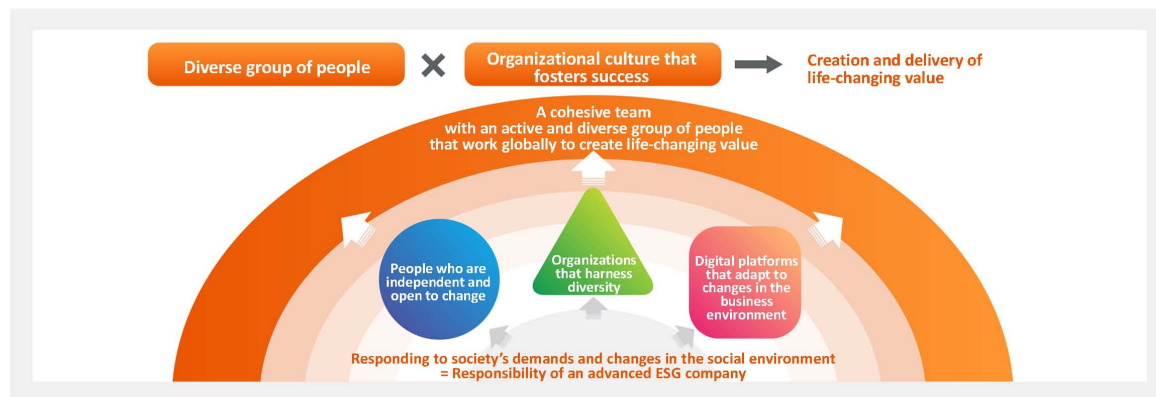 Diverse group of people
×
Organizational culture that
fosters success
Creation and delivery of
life-changing value
A cohesive team
with an active and diverse group of people
that work globally to create life-changing value
People who are
independent and
open to change
Organizations
that harness
diversity
Digital platforms
that adapt to
changes in the
business
environment
Responding to society's demands and changes in the social environment
= Responsibility of an advanced ESG company